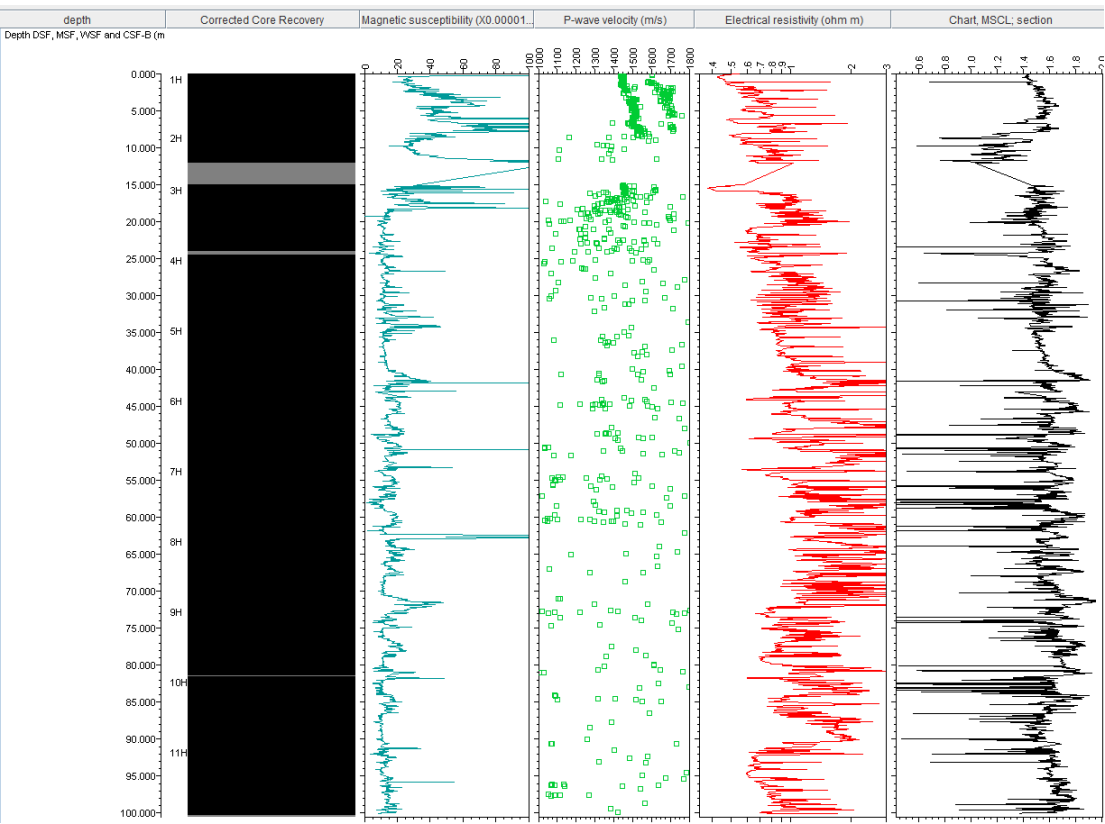 depth Corrected Core Recovery Magnetic susceptibility (X0.00001... P-wave velocity (m/s) Electrical resistivity (ohm m) Chart, MSCL; section
Depth DSF, MSF, WSF and CSF-B (m
0 20 40 60 80 100 1000 1100 1200 1300 1400 1500 1600 1700 1800 .4 .5 .6 .7 .8 .9 1 2 3 0.6 0.8 1.0 1.2 1.4 1.6 1.8 2.0
0.000
1H
5.000
2H
10.000
15.000
3H
20.000
25.000
4H
30.000
35.000
5H
40.000
45.000
6H
50.000
7H
55.000
60.000
8H
65.000
70.000
9H
75.000
80.000
10H
85.000
90.000
11H
95.000
100.000